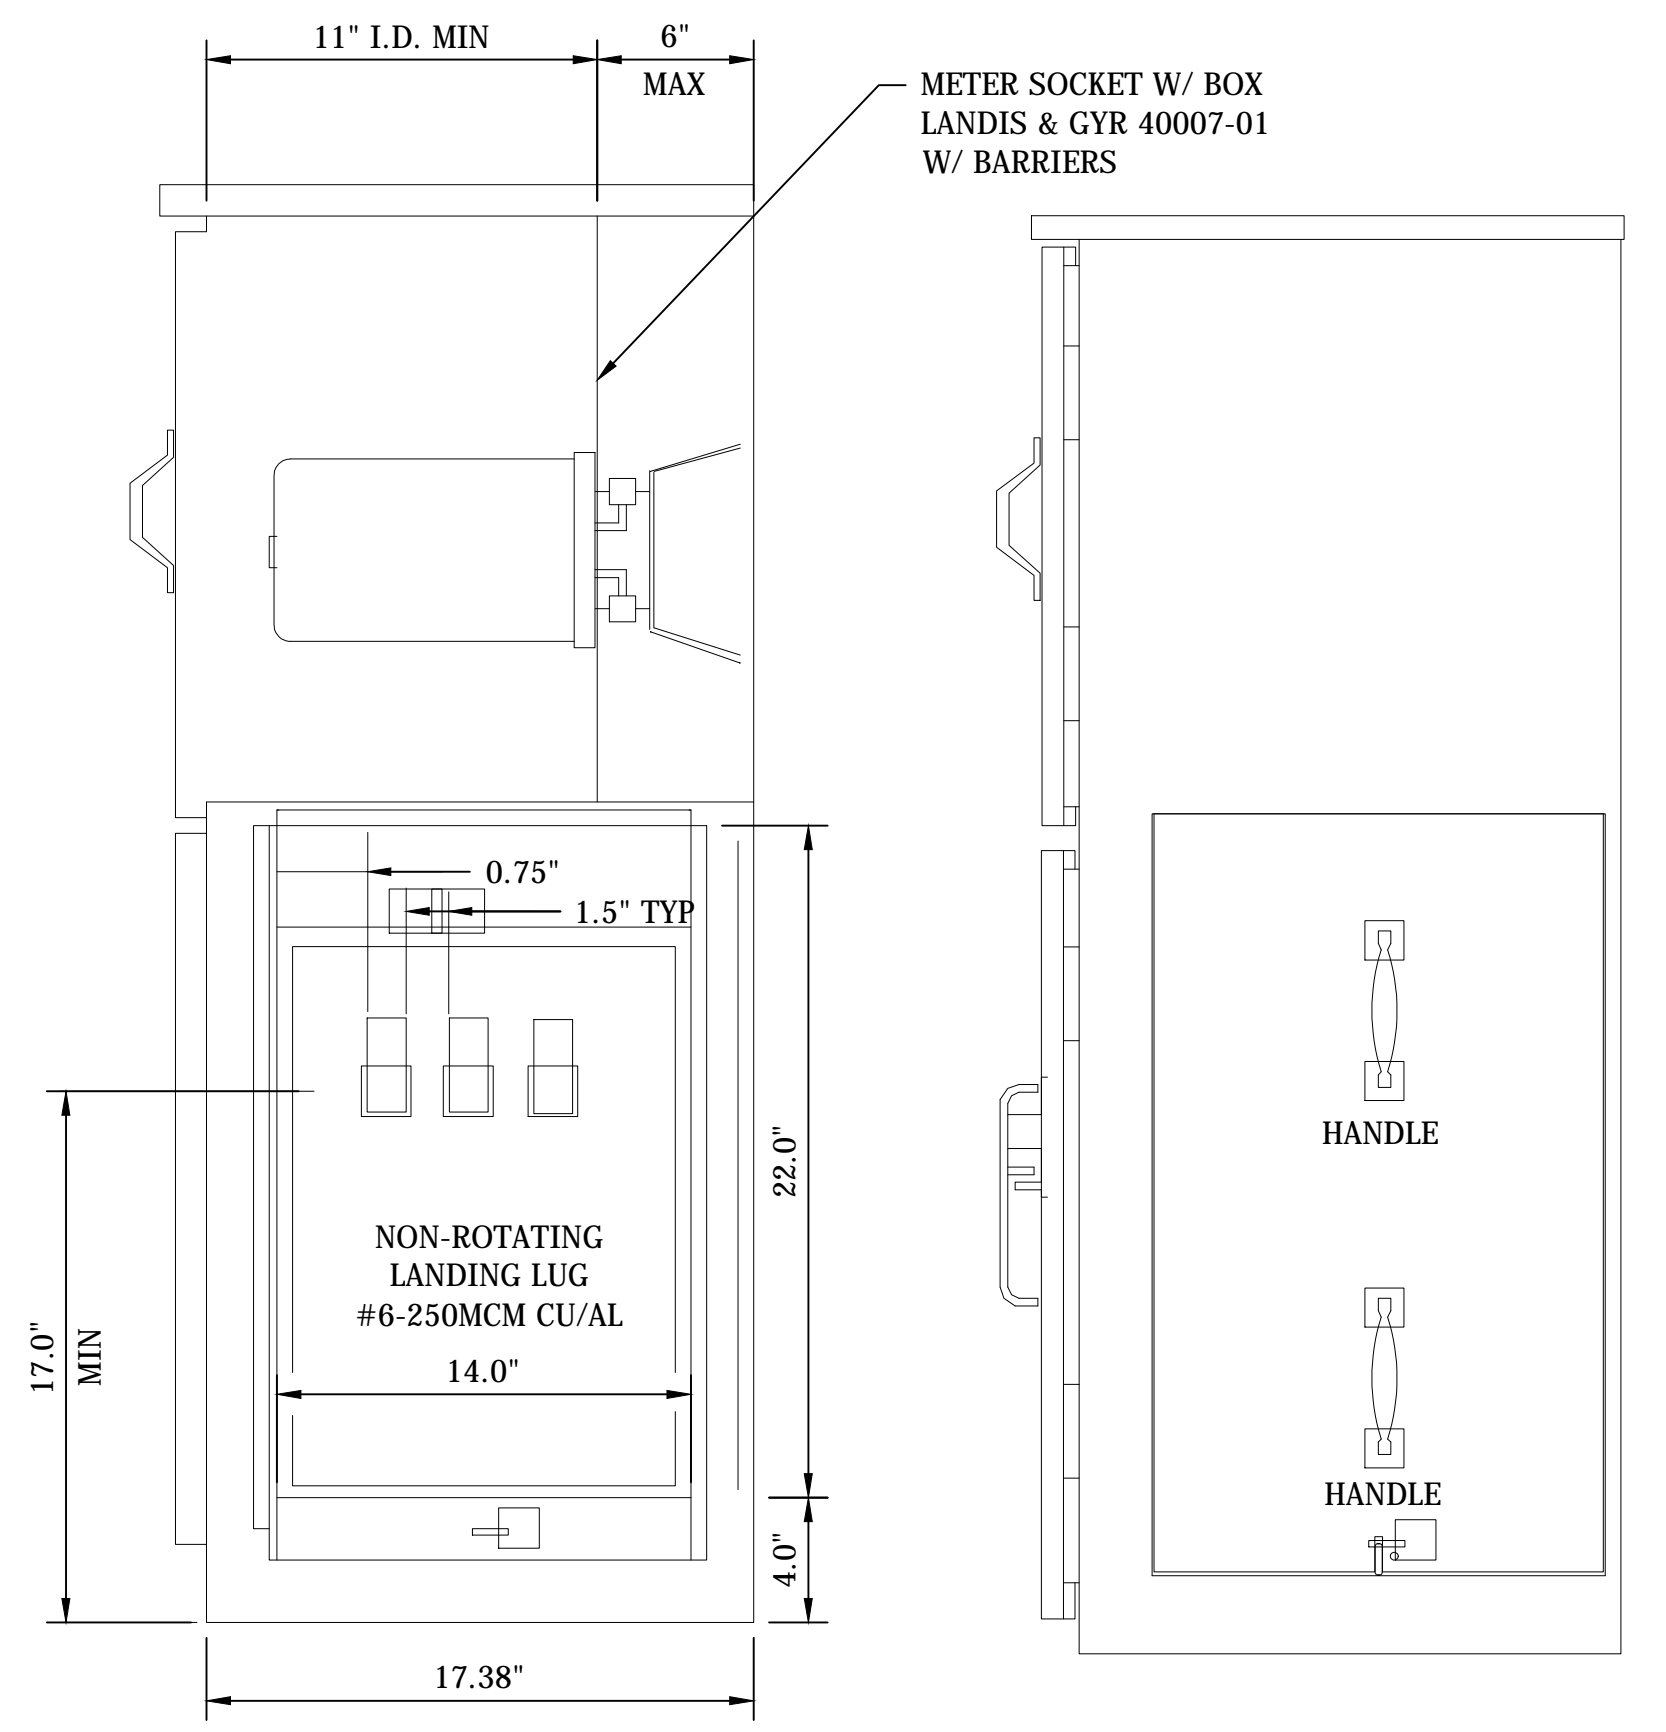 11" I.D. MIN
6"
MAX
METER SOCKET W/ BOX
LANDIS & GYR 40007-01
W/ BARRIERS
0.75"
1.5" TYP
HANDLE
22.0"
NON-ROTATING
LANDING LUG
#6-250MCM CU/AL
17.0"
MIN
14.0"
HANDLE
4.0"
17.38"